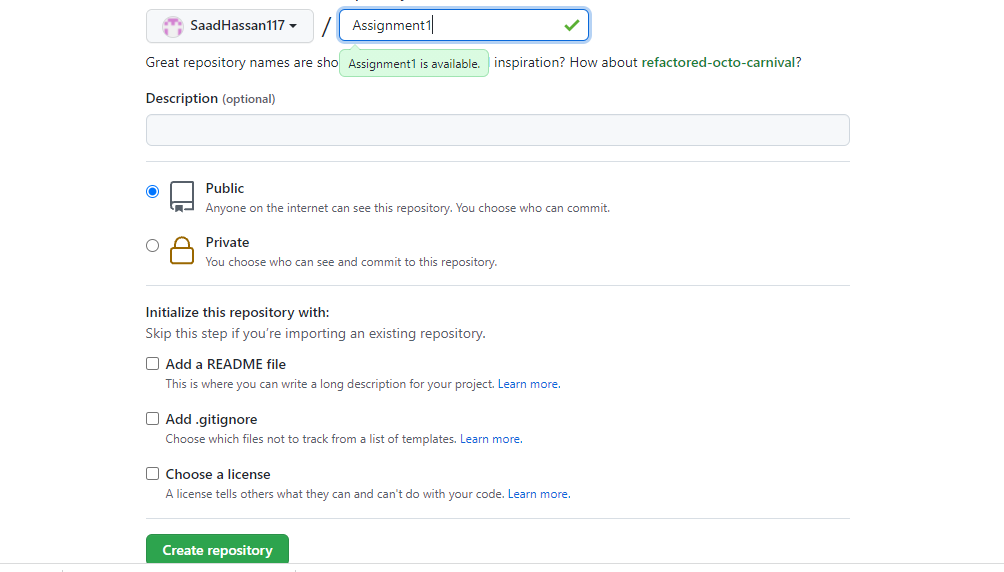 SaadHassan117 / Assignment1
Great repository names are sho Assignment1 is available. inspiration? How about refactored-octo-carnival?
Description (optional)
Public
Anyone on the internet can see this repository. You choose who can commit.
Private
You choose who can see and commit to this repository.
Initialize this repository with:
Skip this step if you're importing an existing repository.
Add a README file
This is where you can write a long description for your project. Learn more.
Add .gitignore
Choose which files not to track from a list of templates. Learn more.
Choose a license
A license tells others what they can and can't do with your code. Learn more.
Create repository